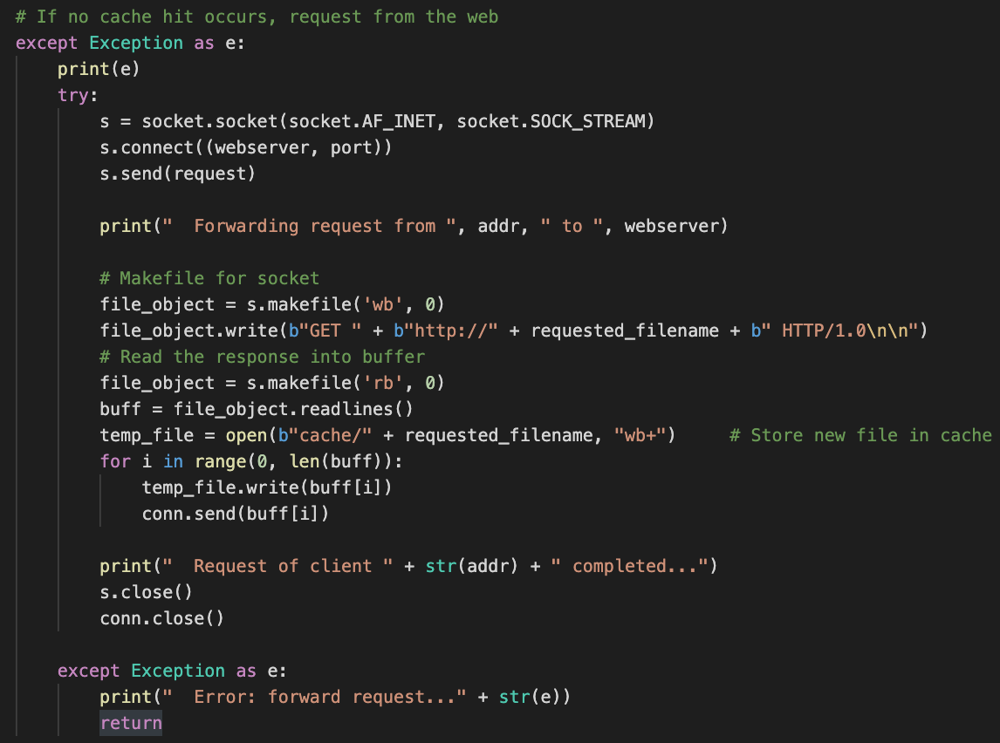 # If no cache hit occurs, request from the web
except Exception as e:
    print(e)
    try:
        s = socket.socket(socket.AF_INET, socket.SOCK_STREAM)
        s.connect((webserver, port))
        s.send(request)

        print("  Forwarding request from ", addr, " to ", webserver)

        # Makefile for socket
        file_object = s.makefile('wb', 0)
        file_object.write(b"GET " + b"http://" + requested_filename + b" HTTP/1.0\n\n")
        # Read the response into buffer
        file_object = s.makefile('rb', 0)
        buff = file_object.readlines()
        temp_file = open(b"cache/" + requested_filename, "wb+")     # Store new file in cache
        for i in range(0, len(buff)):
            temp_file.write(buff[i])
            conn.send(buff[i])

        print("  Request of client " + str(addr) + " completed...")
        s.close()
        conn.close()

    except Exception as e:
        print("  Error: forward request..." + str(e))
        return